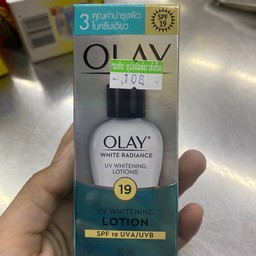 3 คุณค่าบำรุงผิว
ในครีมเดียว
SPF
19
OLAY
108
OLAY®
WHITE RADIANCE
UV WHITENING
LOTION
19
UV WHITENING
LOTION
SPF 19 UVA/UVB